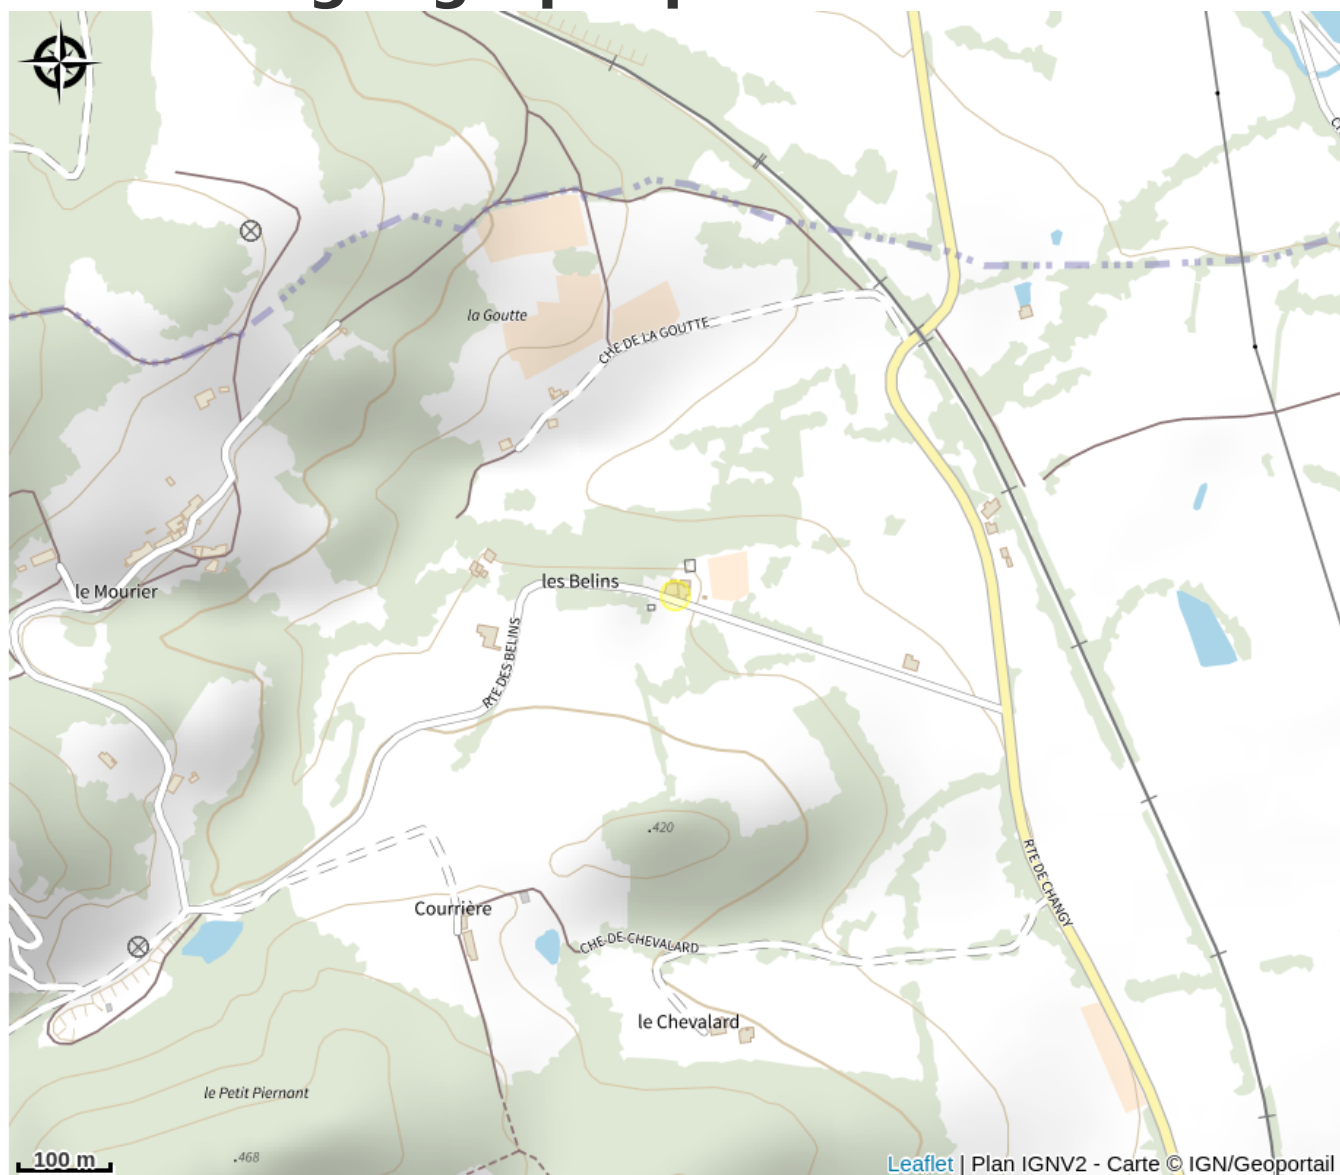 la Goutte
CHE DE LA GOUTTE
les Belins
le Mourier
RTE DES BELINS
.420
RTE DE CHANGY
Courrière
CHE DE CHEVALARD
le Chevalard
le Petit Piernant
.468
100 m
Leaflet | Plan IGNV2 - Carte © IGN/Geoportail